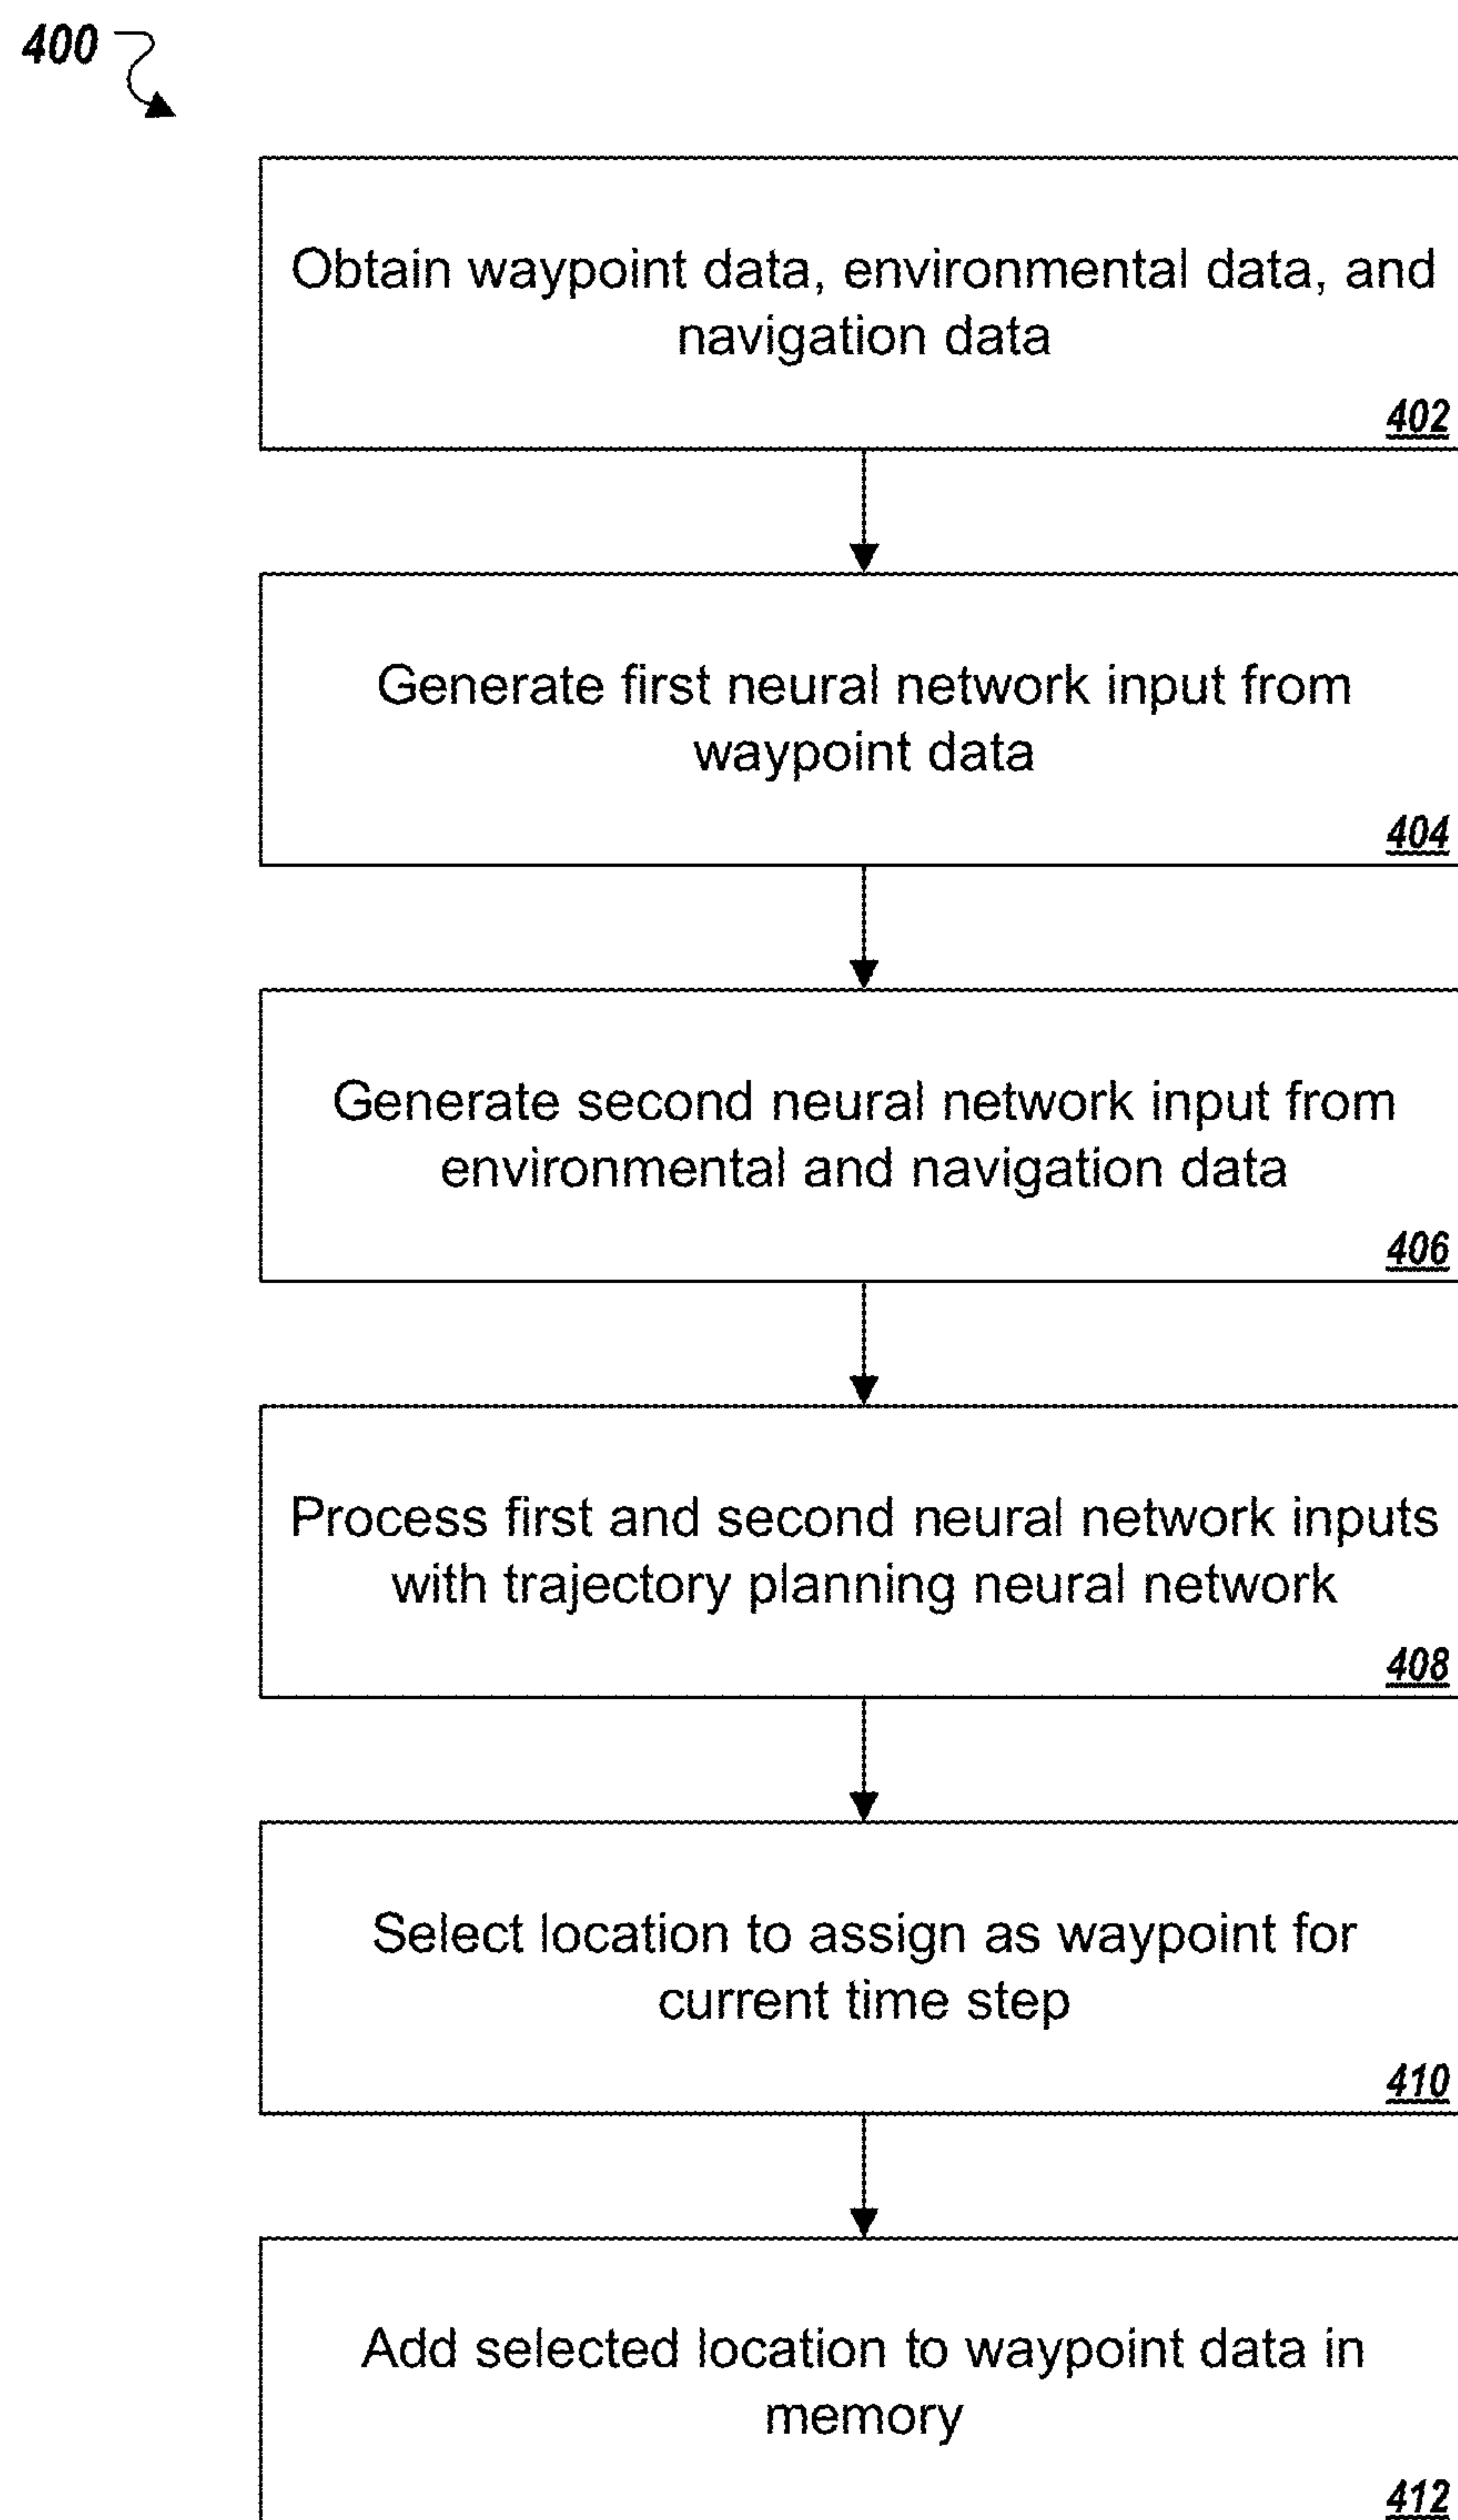 400
Obtain waypoint data, environmental data, and
navigation data
402
Generate first neural network input from
waypoint data
404
Generate second neural network input from
environmental and navigation data
406
Process first and second neural network inputs
with trajectory planning neural network
408
Select location to assign as waypoint for
current time step
410
Add selected location to waypoint data in
memory
412